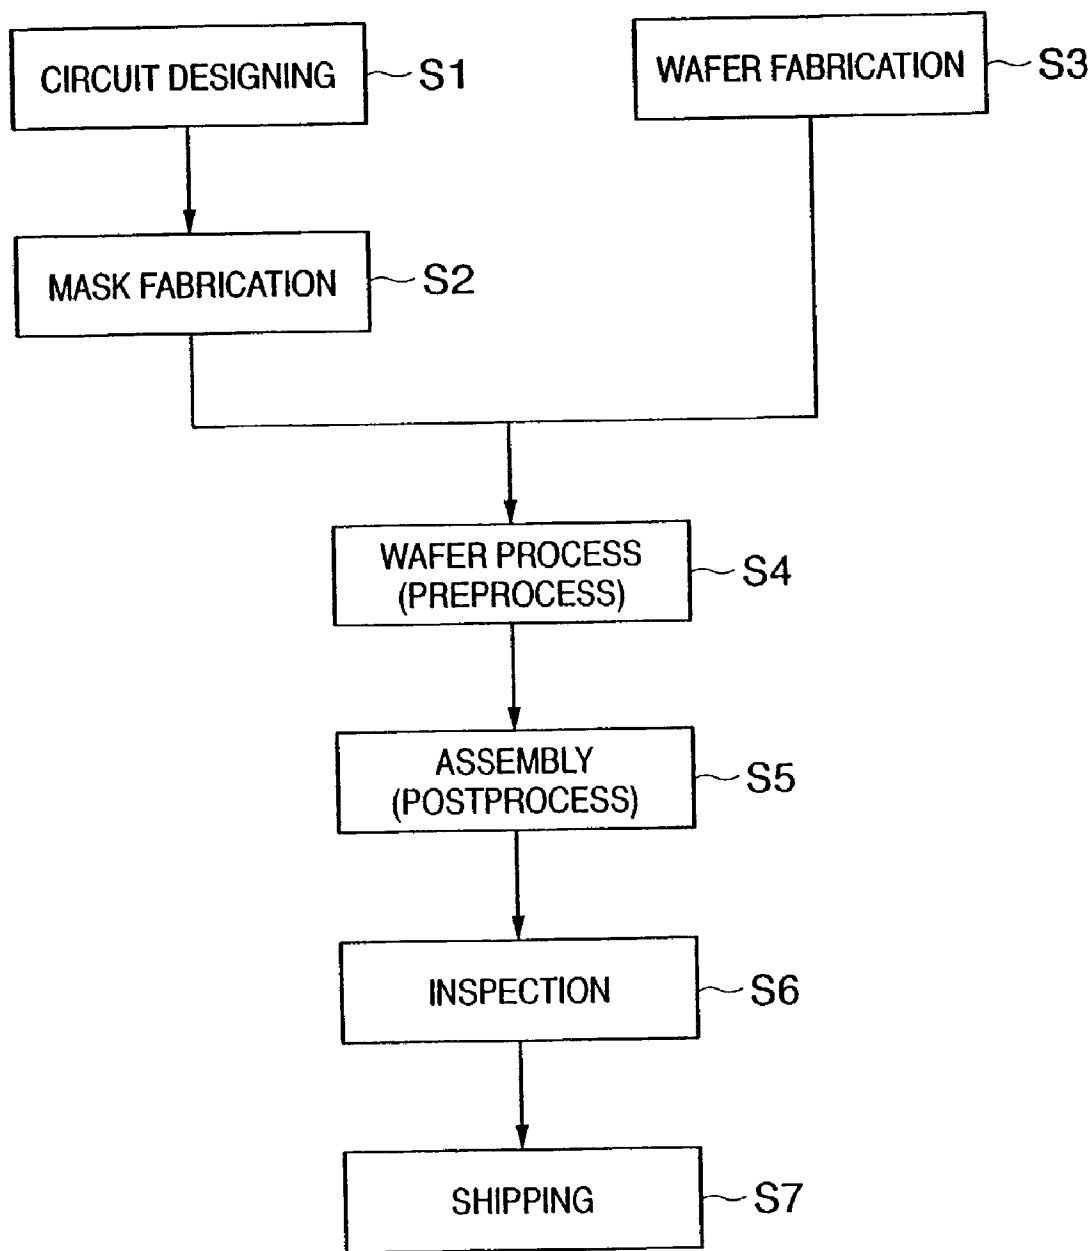 CIRCUIT DESIGNING S1
WAFER FABRICATION S3
MASK FABRICATION S2
WAFER PROCESS
(PREPROCESS) S4
ASSEMBLY
(POSTPROCESS) S5
INSPECTION S6
SHIPPING S7